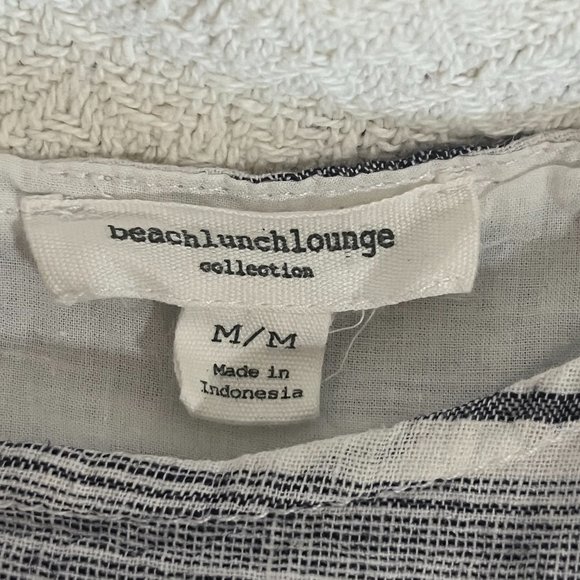 beachlunchlounge
collection
M/M
Made in
Indonesia